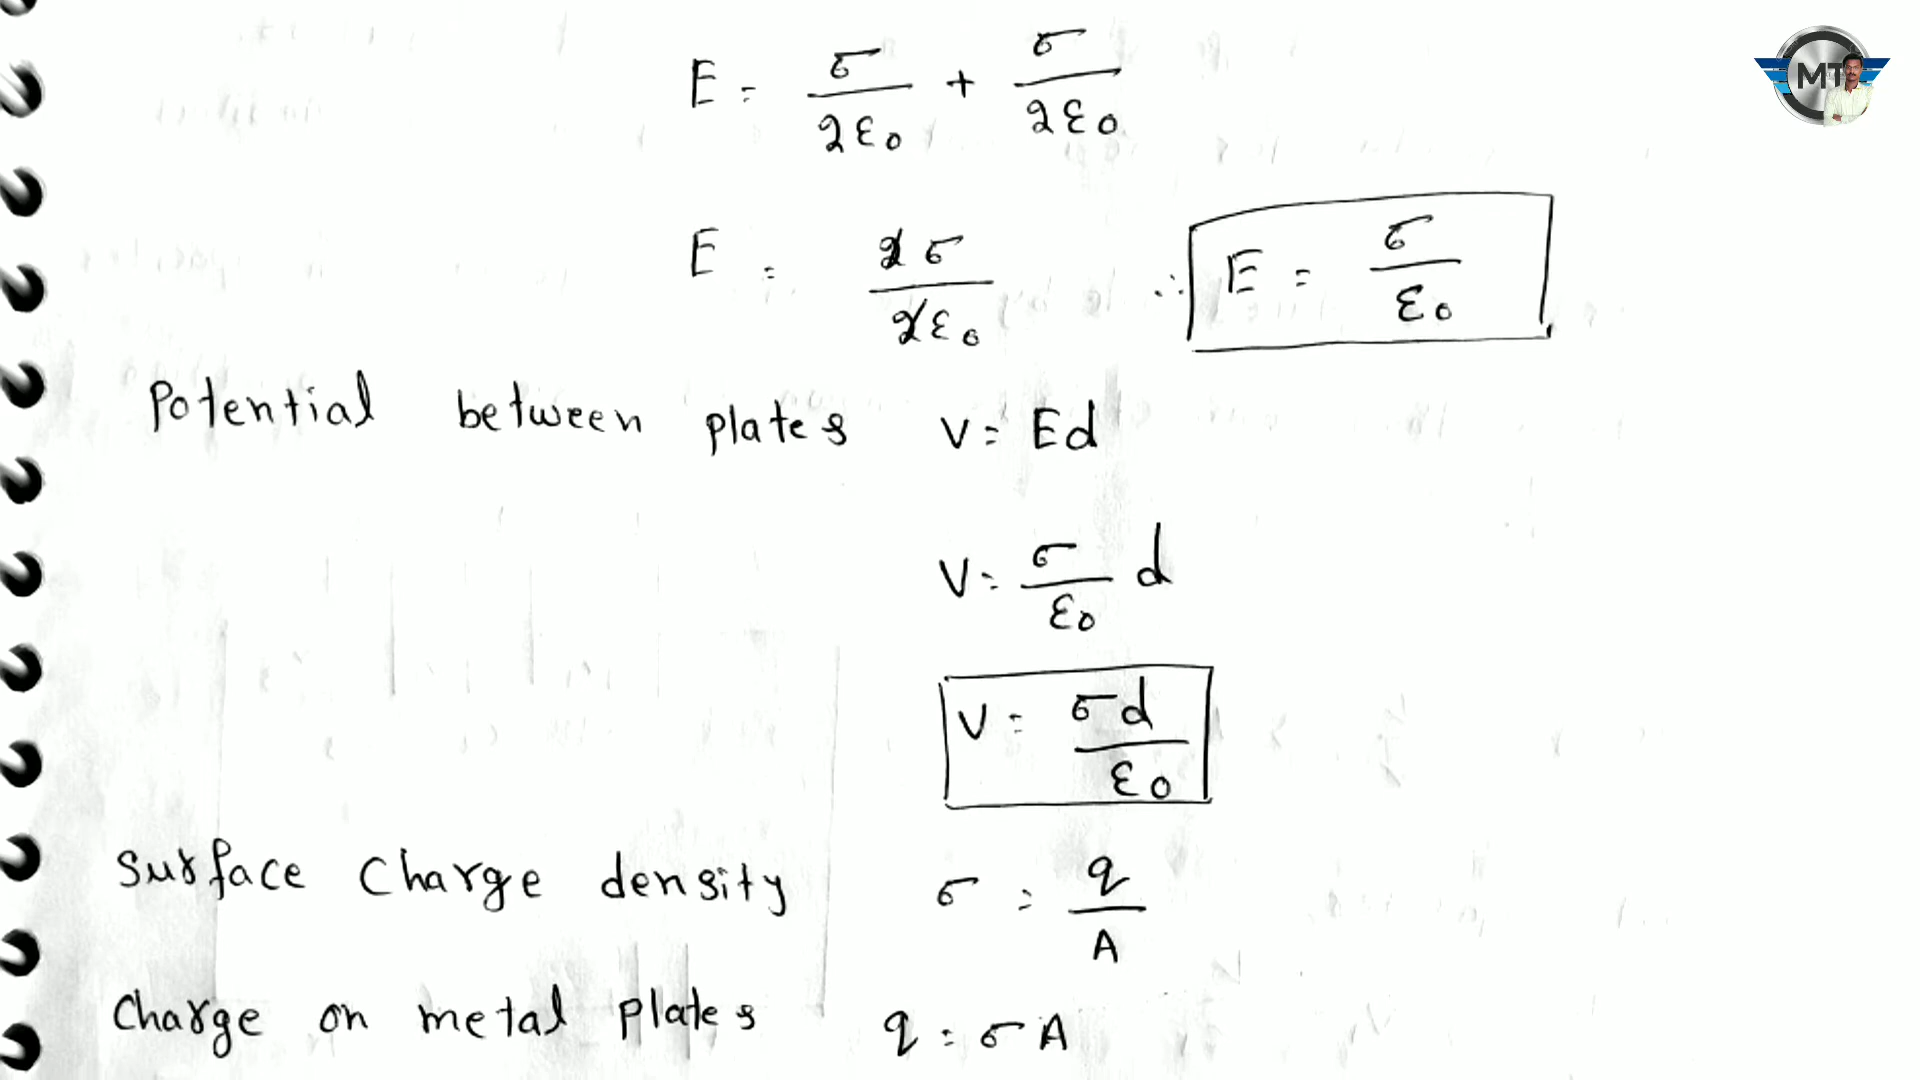 E = σ/2ε₀ + σ/2ε₀
E = 2σ/2ε₀ ∴ E = σ/ε₀
Potential between plates V = Ed
V = σ/ε₀ d
V = σd/ε₀
Surface Charge density σ = q/A
Charge on metal plates q = σA
MT